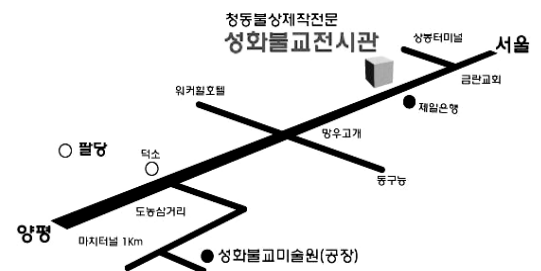 청동불상제작전문
성화불교전시관
상봉터미널
서울
금란교회
제일은행
워커힐호텔
망우고개
동구능
팔당
덕소
도농삼거리
양평
마치터널 1Km
성화불교미술원(공장)